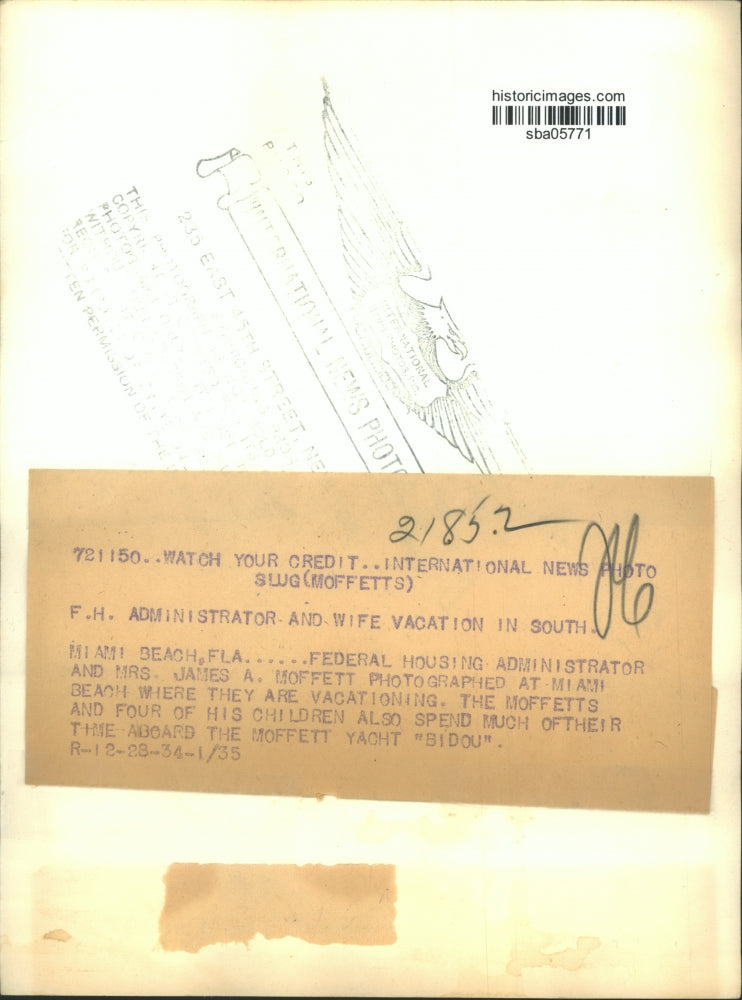 historicimages.com
sba05771
INTERNATIONAL NEWS PHOTO
235 EAST 45TH STREET, NE
INTERNATIONAL
2185.2
721150..WATCH YOUR CREDIT..INTERNATIONAL NEWS PHOTO
SLUG(MOFFETTS)
F.H. ADMINISTRATOR AND WIFE VACATION IN SOUTH.
MIAMI BEACH,FLA......FEDERAL HOUSING ADMINISTRATOR
AND MRS. JAMES A. MOFFETT PHOTOGRAPHED AT MIAMI
BEACH WHERE THEY ARE VACATIONING. THE MOFFETTS
AND FOUR OF HIS CHILDREN ALSO SPEND MUCH OFTHEIR
TIME ABOARD THE MOFFETT YACHT "BIDOU".
R-12-28-34-1/35